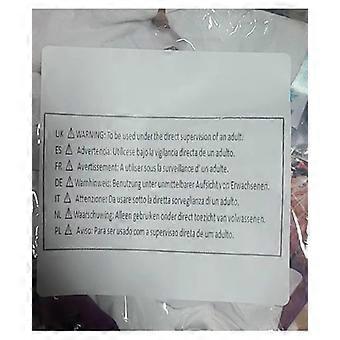 UK ⚠ WARNING: To be used under the direct supervision of an adult.
ES ⚠ Advertencia: Utilícese bajo la vigilancia directa de un adulto.
FR ⚠ Avertissement: A utiliser sous la surveillance d'un adulte.
DE ⚠ Warnhinweis: Benutzung unter unmittelbarer Aufsicht von Erwachsenen.
IT ⚠ Attenzione: Da usare sotto la diretta sorveglianza di un adulto.
NL ⚠ Waarschuwing: Alleen gebruiken onder direct toezicht van volwassenen.
PL ⚠ Aviso: Para ser usado com a supervisao direta de um adulto.